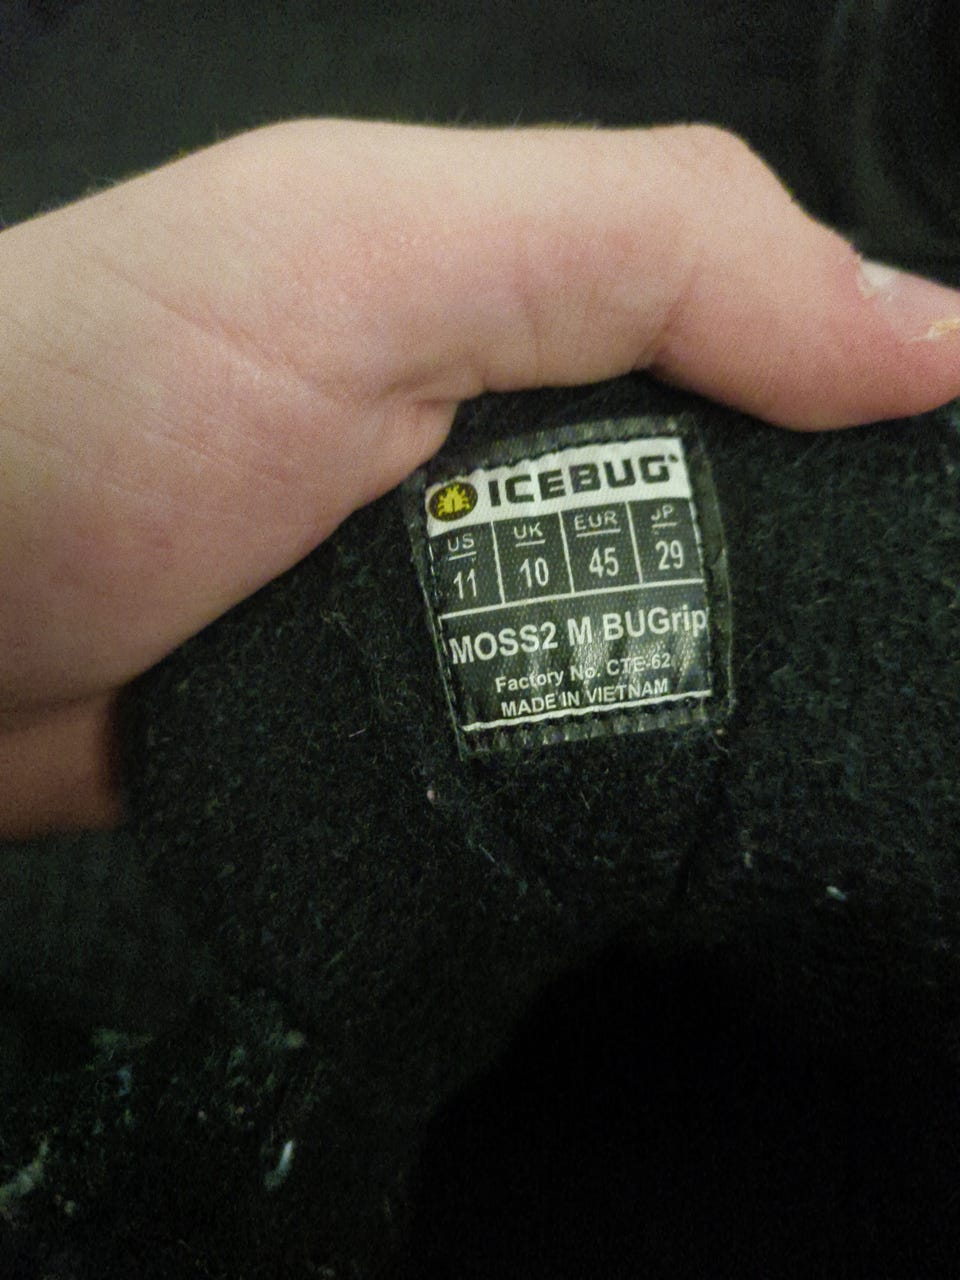 ICEBUG
US UK EUR JP
11 10 45 29
MOSS2 M BUGrip
Factory No. CTE-62
MADE IN VIETNAM